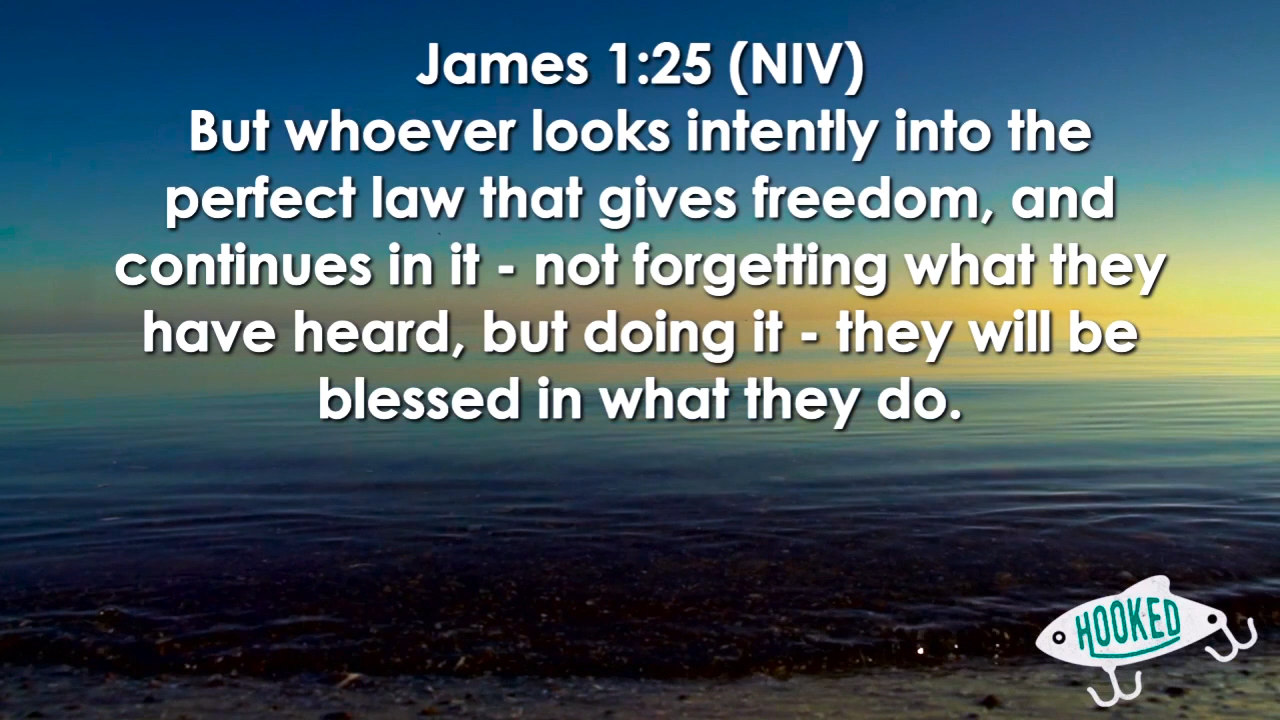 James 1:25 (NIV)
But whoever looks intently into the
perfect law that gives freedom, and
continues in it - not forgetting what they
have heard, but doing it - they will be
blessed in what they do.
HOOKED